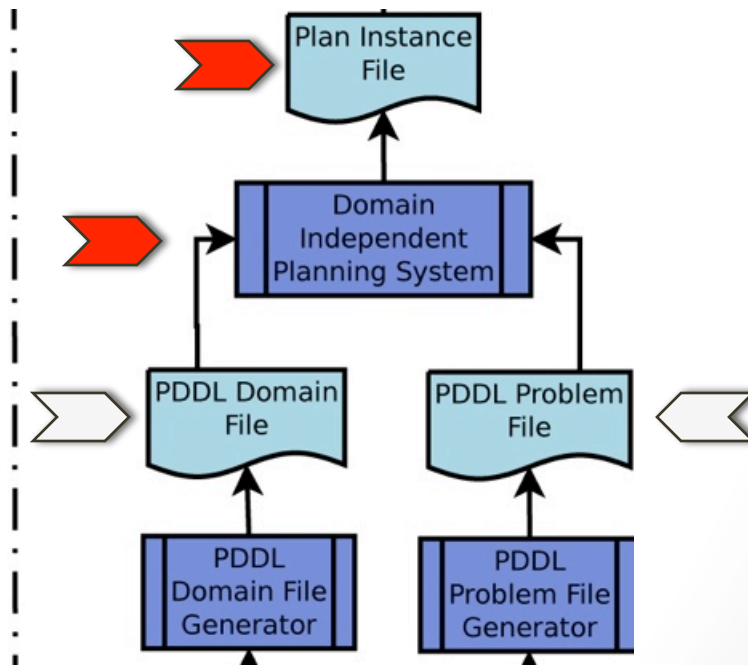 Plan Instance
File
Domain
Independent
Planning System
PDDL Domain
File
PDDL Problem
File
PDDL
Domain File
Generator
PDDL
Problem File
Generator